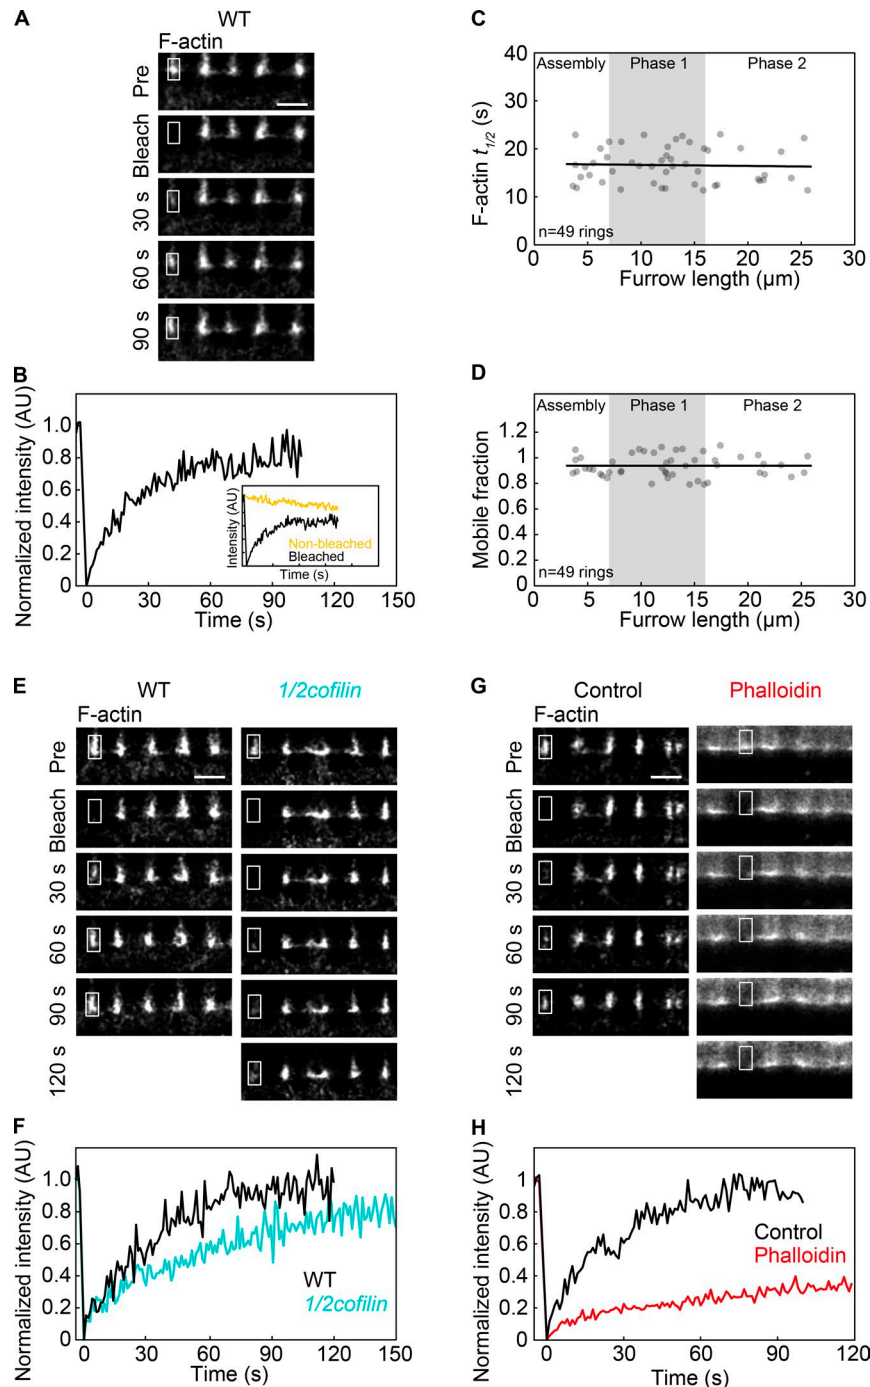 A
WT
F-actin
Pre
Bleach
30 s
60 s
90 s
B
Normalized intensity (AU)
1.0
0.8
0.6
0.4
0.2
0
0 30 60 90 120 150
Time (s)
Intensity (AU)
Non-bleached
Bleached
Time (s)
C
F-actin t1/2 (s)
40
30
20
10
0
Assembly Phase 1 Phase 2
n=49 rings
0 5 10 15 20 25 30
Furrow length (µm)
D
Mobile fraction
1.2
1
0.8
0.6
0.4
0.2
0
Assembly Phase 1 Phase 2
n=49 rings
0 5 10 15 20 25 30
Furrow length (µm)
E
WT 1/2cofilin
F-actin
Pre
Bleach
30 s
60 s
90 s
120 s
F
Normalized intensity (AU)
1.0
0.8
0.6
0.4
0.2
0
WT
1/2cofilin
0 30 60 90 120 150
Time (s)
G
Control Phalloidin
F-actin
Pre
Bleach
30 s
60 s
90 s
120 s
H
Normalized intensity (AU)
1.0
0.8
0.6
0.4
0.2
0
Control
Phalloidin
0 30 60 90 119
Time (s)